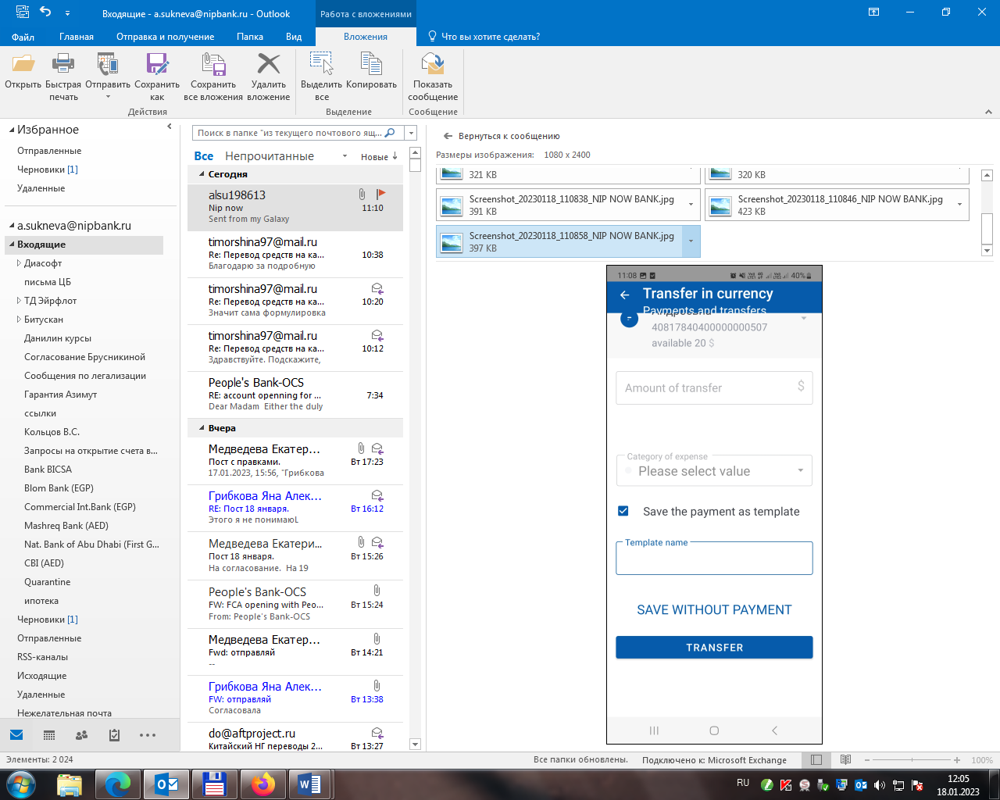 Входящие - a.sukneva@nipbank.ru - Outlook
Работа с вложениями
Файл
Главная
Отправка и получение
Папка
Вид
Вложения
Что вы хотите сделать?
Открыть
Быстрая печать
Отправить
Сохранить как
Сохранить все вложения
Удалить вложение
Выделить все
Копировать
Показать сообщение
Действия
Выделение
Сообщение
Избранное
Отправленные
Черновики [1]
Удаленные
a.sukneva@nipbank.ru
Входящие
Диасофт
письма ЦБ
ТД Эйрфлот
Битускан
Данилин курсы
Согласование Брусникиной
Сообщения по легализации
Гарантия Азимут
ссылки
Кольцов В.С.
Запросы на открытие счета в...
Bank BICSA
Blom Bank (EGP)
Commercial Int.Bank (EGP)
Mashreq Bank (AED)
Nat. Bank of Abu Dhabi (First G...
CBI (AED)
Quarantine
ипотека
Черновики [1]
Отправленные
RSS-каналы
Исходящие
Удаленные
Нежелательная почта
Поиск в папке "из текущего почтового ящ...
Все
Непрочитанные
Новые
Сегодня
alsu198613
Nip now
11:10
Sent from my Galaxy
timorshina97@mail.ru
Re: Перевод средств на ка...
10:38
Благодарю за подробную
timorshina97@mail.ru
Re: Перевод средств на ка...
10:20
Значит сама формулировка
timorshina97@mail.ru
Re: Перевод средств на ка...
10:12
Здравствуйте. Подскажите,
People's Bank-OCS
RE: account openning for ...
7:34
Dear Madam Either the duly
Вчера
Медведева Екатер...
Пост с правками.
Вт 17:23
17.01.2023, 15:56, "Грибкова
Грибкова Яна Алек...
RE: Пост 18 января.
Вт 16:12
Этого я не понимаюL
Медведева Екатери...
Пост 18 января.
Вт 15:26
На согласование. На 19
People's Bank-OCS
FW: FCA opening with Peo...
Вт 15:24
From: People's Bank-OCS
Медведева Екатер...
Fwd: отправляй
Вт 14:21
--
Грибкова Яна Алек...
FW: отправляй
Вт 13:38
Согласовала
do@aftproject.ru
Китайский НГ переводы 2...
Вт 13:27
Вернуться к сообщению
Размеры изображения: 1080 x 2400
321 КВ
320 КВ
Screenshot_20230118_110838_NIP NOW BANK.jpg
391 КВ
Screenshot_20230118_110846_NIP NOW BANK.jpg
423 КВ
Screenshot_20230118_110858_NIP NOW BANK.jpg
397 КВ
11:08
40%
Transfer in currency
Payments and transfers
40817840400000000507
available 20 $
Amount of transfer
$
Category of expense
Please select value
Save the payment as template
Template name
SAVE WITHOUT PAYMENT
TRANSFER
Элементы: 2 024
Все папки обновлены.
Подключено к: Microsoft Exchange
100%
RU
12:05
18.01.2023